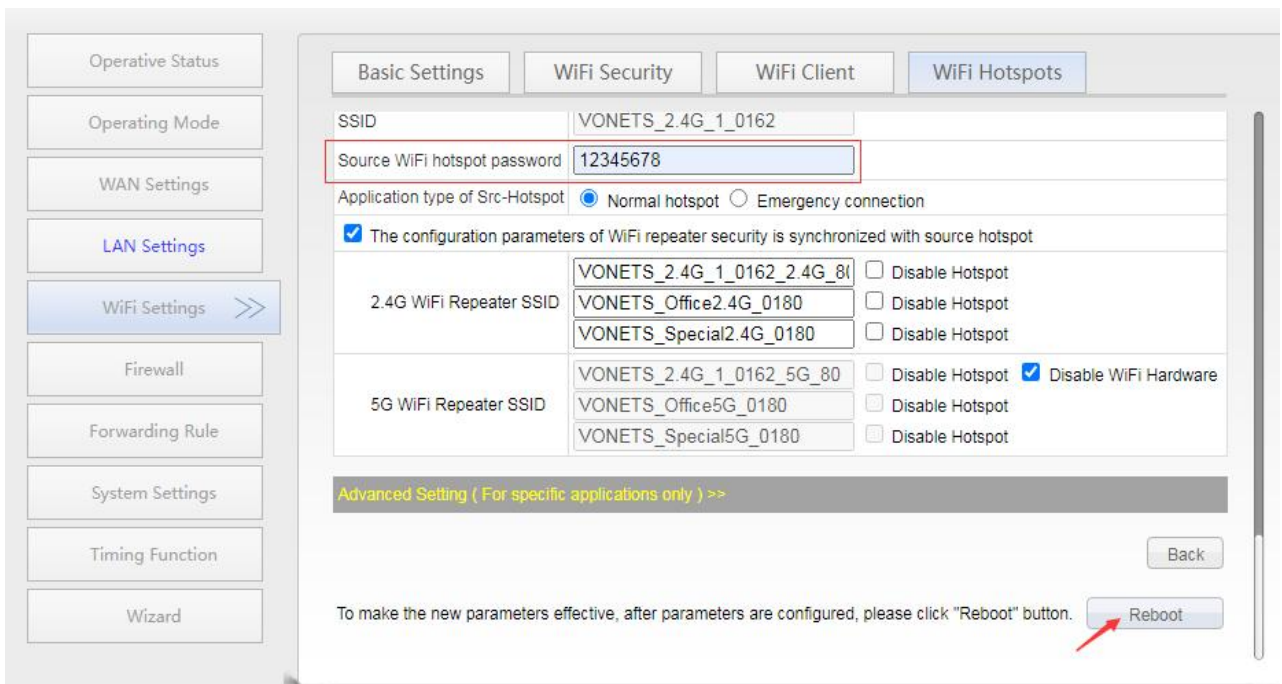 Operative Status
Operating Mode
WAN Settings
LAN Settings
WiFi Settings
Firewall
Forwarding Rule
System Settings
Timing Function
Wizard
Basic Settings WiFi Security WiFi Client WiFi Hotspots
SSID VONETS_2.4G_1_0162
Source WiFi hotspot password 12345678
Application type of Src-Hotspot Normal hotspot Emergency connection
The configuration parameters of WiFi repeater security is synchronized with source hotspot
VONETS_2.4G_1_0162_2.4G_8 Disable Hotspot
2.4G WiFi Repeater SSID VONETS_Office2.4G_0180 Disable Hotspot
VONETS_Special2.4G_0180 Disable Hotspot
VONETS_2.4G_1_0162_5G_80 Disable Hotspot Disable WiFi Hardware
5G WiFi Repeater SSID VONETS_Office5G_0180 Disable Hotspot
VONETS_Special5G_0180 Disable Hotspot
Advanced Setting ( For specific applications only ) >>
Back
To make the new parameters effective, after parameters are configured, please click "Reboot" button. Reboot